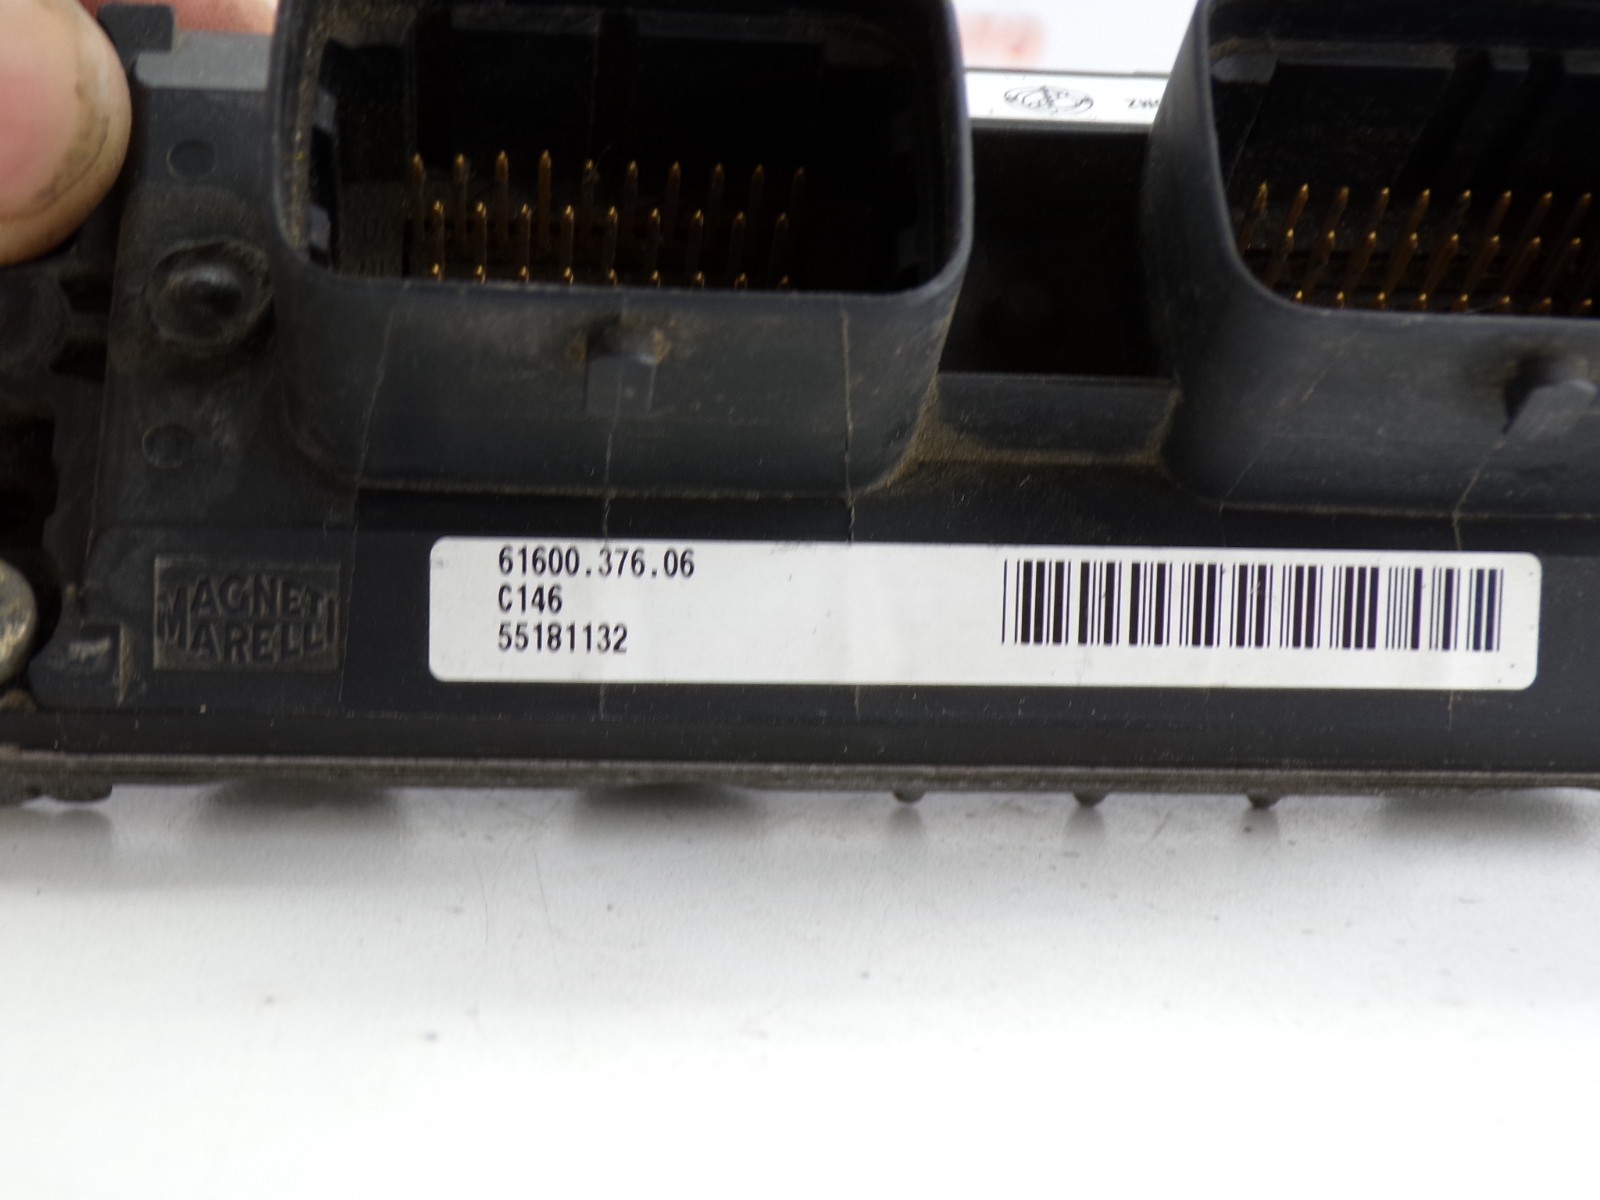 MAGNETI
MARELLI
61600.376.06
C146
55181132